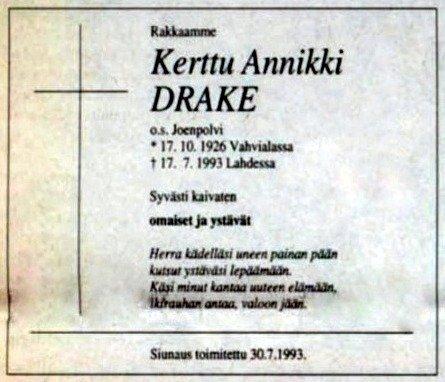 Rakkaamme
Kerttu Annikki
DRAKE
o.s. Joenpolvi
* 17. 10. 1926 Vahvialassa
† 17. 7. 1993 Lahdessa
Syvästi kaivaten
omaiset ja ystävät
Herra kädelläsi uneen painan pään
kutsut ystäväsi lepäämään.
Käsi minut kantaa uuteen elämään,
ikirauhan antaa, valoon jään.
Siunaus toimitettu 30.7.1993.